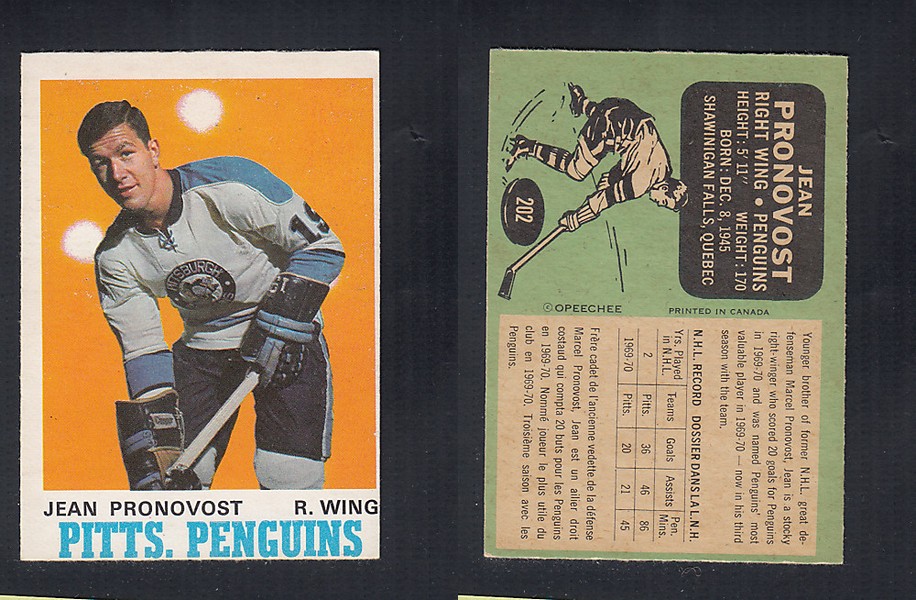 PITTSBURGH
JEAN PRONOVOST R. WING
PITTS. PENGUINS
JEAN
PRONOVOST
RIGHT WING • PENGUINS
HEIGHT: 5' 11" WEIGHT: 170
BORN: DEC. 8, 1945
SHAWINIGAN FALLS, QUEBEC
202
©OPEECHEE PRINTED IN CANADA
Younger brother of former N.H.L. great de-
fenseman Marcel Pronovost, Jean is a stocky
right-winger who scored 20 goals for Penguins
in 1969-70 and was named Penguins' most
valuable player in 1969-70 — now in his third
season with the team.
N.H.L. RECORD DOSSIER DANS LA L.N.H.
Yrs. Played in N.H.L. Teams Goals Assists Pen. Mins.
2 Pitts. 36 46 86
1969-70 Pitts. 20 21 45
Frère cadet de l'ancienne vedette de la défense
Marcel Pronovost, Jean est un ailier droit
costaud qui compta 20 buts pour les Penguins
en 1969-70. Nommé joueur le plus utile du
club en 1969-70. Troisième saison avec les
Penguins.